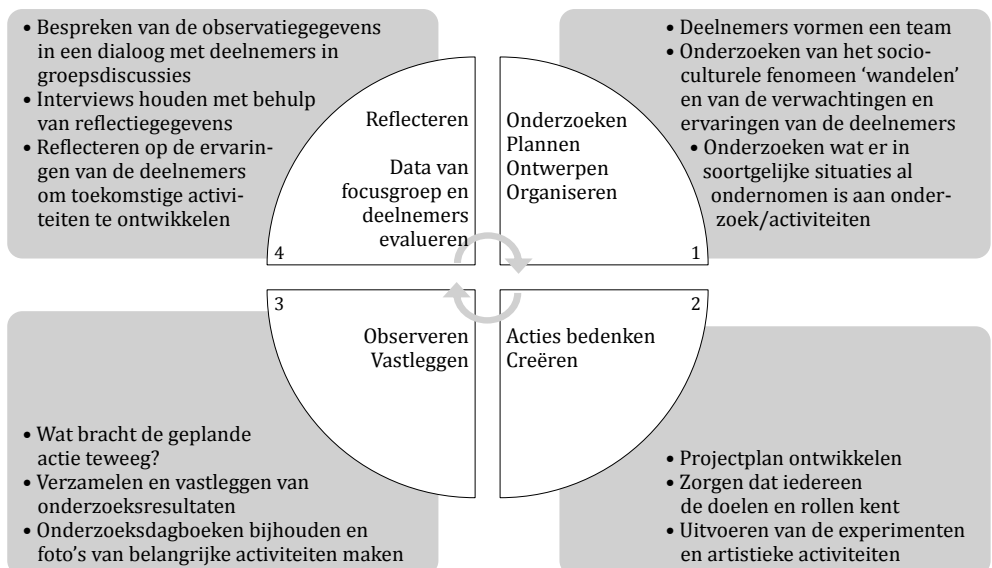 • Bespreken van de observatiegegevens
in een dialoog met deelnemers in
groepsdiscussies
• Interviews houden met behulp
van reflectiegegevens
• Reflecteren op de ervarin-
gen van de deelnemers
om toekomstige activi-
teiten te ontwikkelen
Reflecteren
Data van
focusgroep en
deelnemers
evalueren
4
• Deelnemers vormen een team
• Onderzoeken van het socio-
culturele fenomeen ‘wandelen’
en van de verwachtingen en
ervaringen van de deelnemers
• Onderzoeken wat er in
soortgelijke situaties al
ondernomen is aan onder-
zoek/activiteiten
Onderzoeken
Plannen
Ontwerpen
Organiseren
1
3
Observeren
Vastleggen
• Wat bracht de geplande
actie teweeg?
• Verzamelen en vastleggen van
onderzoeksresultaten
• Onderzoeksdagboeken bijhouden en
foto’s van belangrijke activiteiten maken
2
Acties bedenken
Creëren
• Projectplan ontwikkelen
• Zorgen dat iedereen
de doelen en rollen kent
• Uitvoeren van de experimenten
en artistieke activiteiten